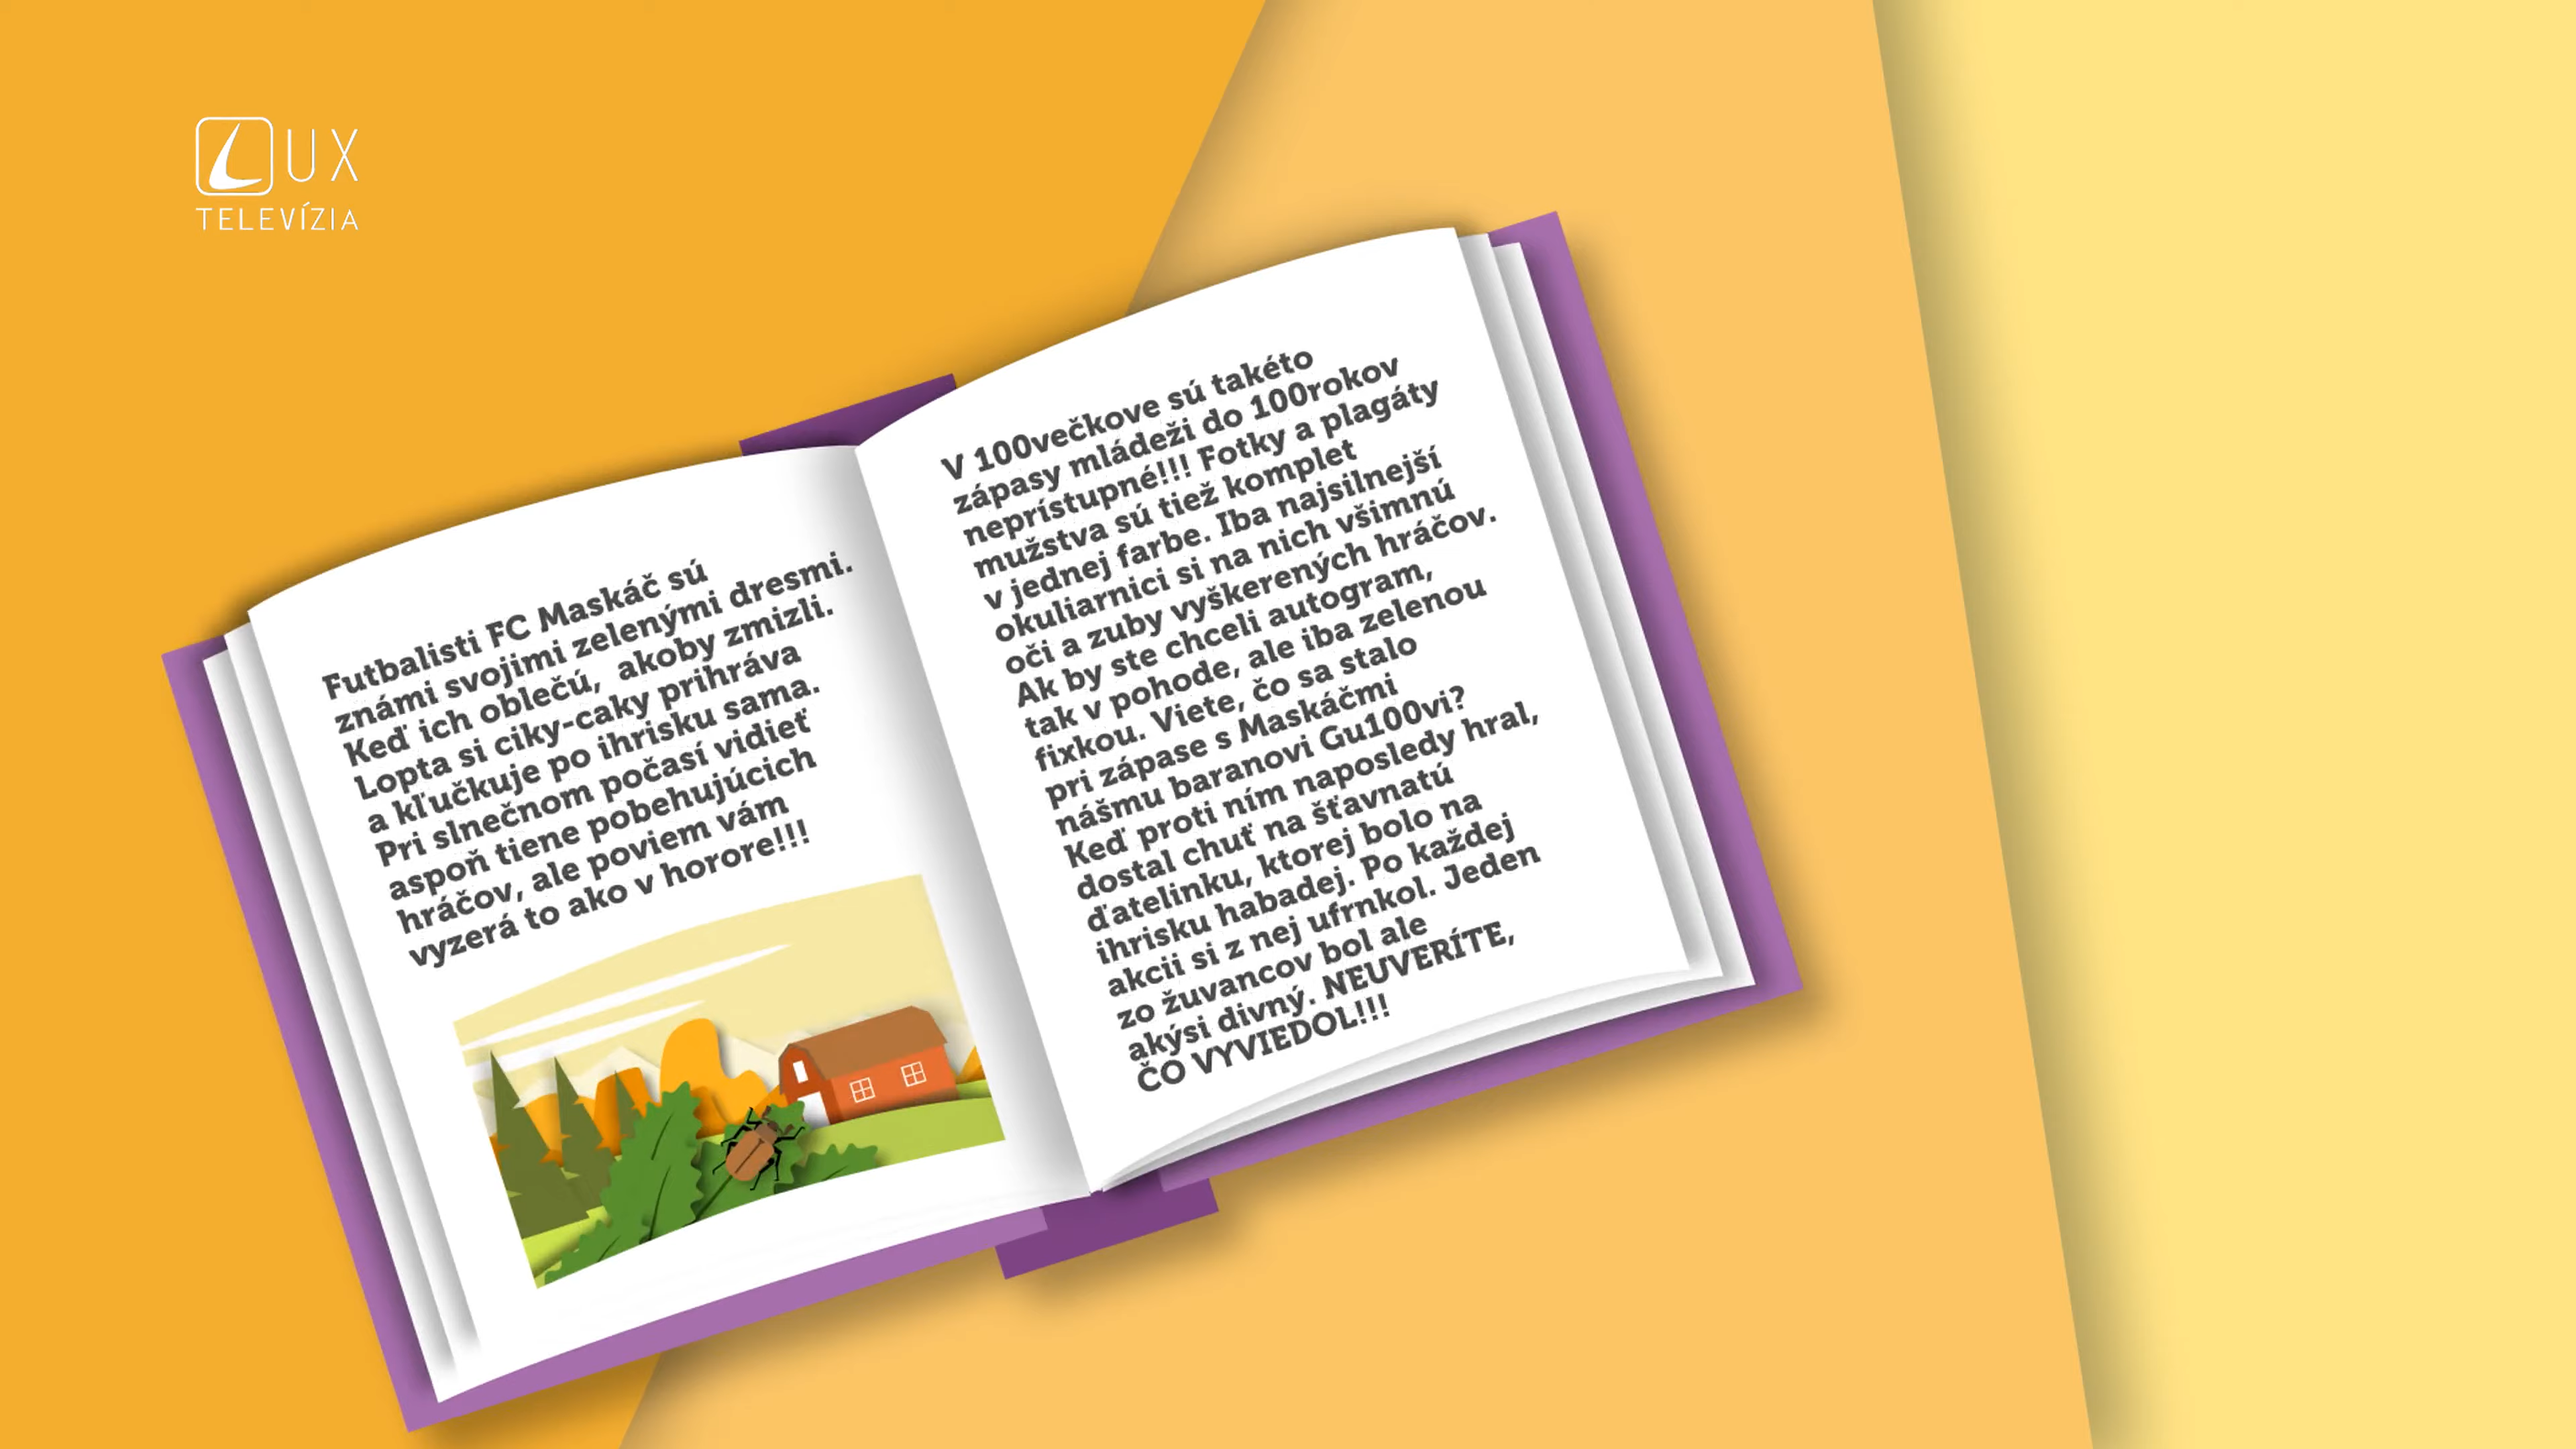 LUX
TELEVÍZIA
Futbalisti FC Maskáč sú
známi svojimi zelenými dresmi.
Keď ich oblečú, akoby zmizli.
Lopta si ciky-caky prihráva
a kľučkuje po ihrisku sama.
Pri slnečnom počasí vidieť
aspoň tiene pobehujúcich
hráčov, ale poviem vám
vyzerá to ako v horore!!!
V 100večkove sú takéto
zápasy mládeži do 100rokov
neprístupné!!! Fotky a plagáty
mužstva sú tiež komplet
v jednej farbe. Iba najsilnejší
okuliarnici si na nich všimnú
oči a zuby vyškerených hráčov.
Ak by ste chceli autogram,
tak v pohode, ale iba zelenou
fixkou. Viete, čo sa stalo
pri zápase s Maskáčmi
nášmu baranovi Gu100vi?
Keď proti ním naposledy hral,
dostal chuť na šťavnatú
ďatelinku, ktorej bolo na
ihrisku habadej. Po každej
akcii si z nej ufrnkol. Jeden
zo žuvancov bol ale
akýsi divný. NEUVERÍTE,
ČO VYVIEDOL!!!